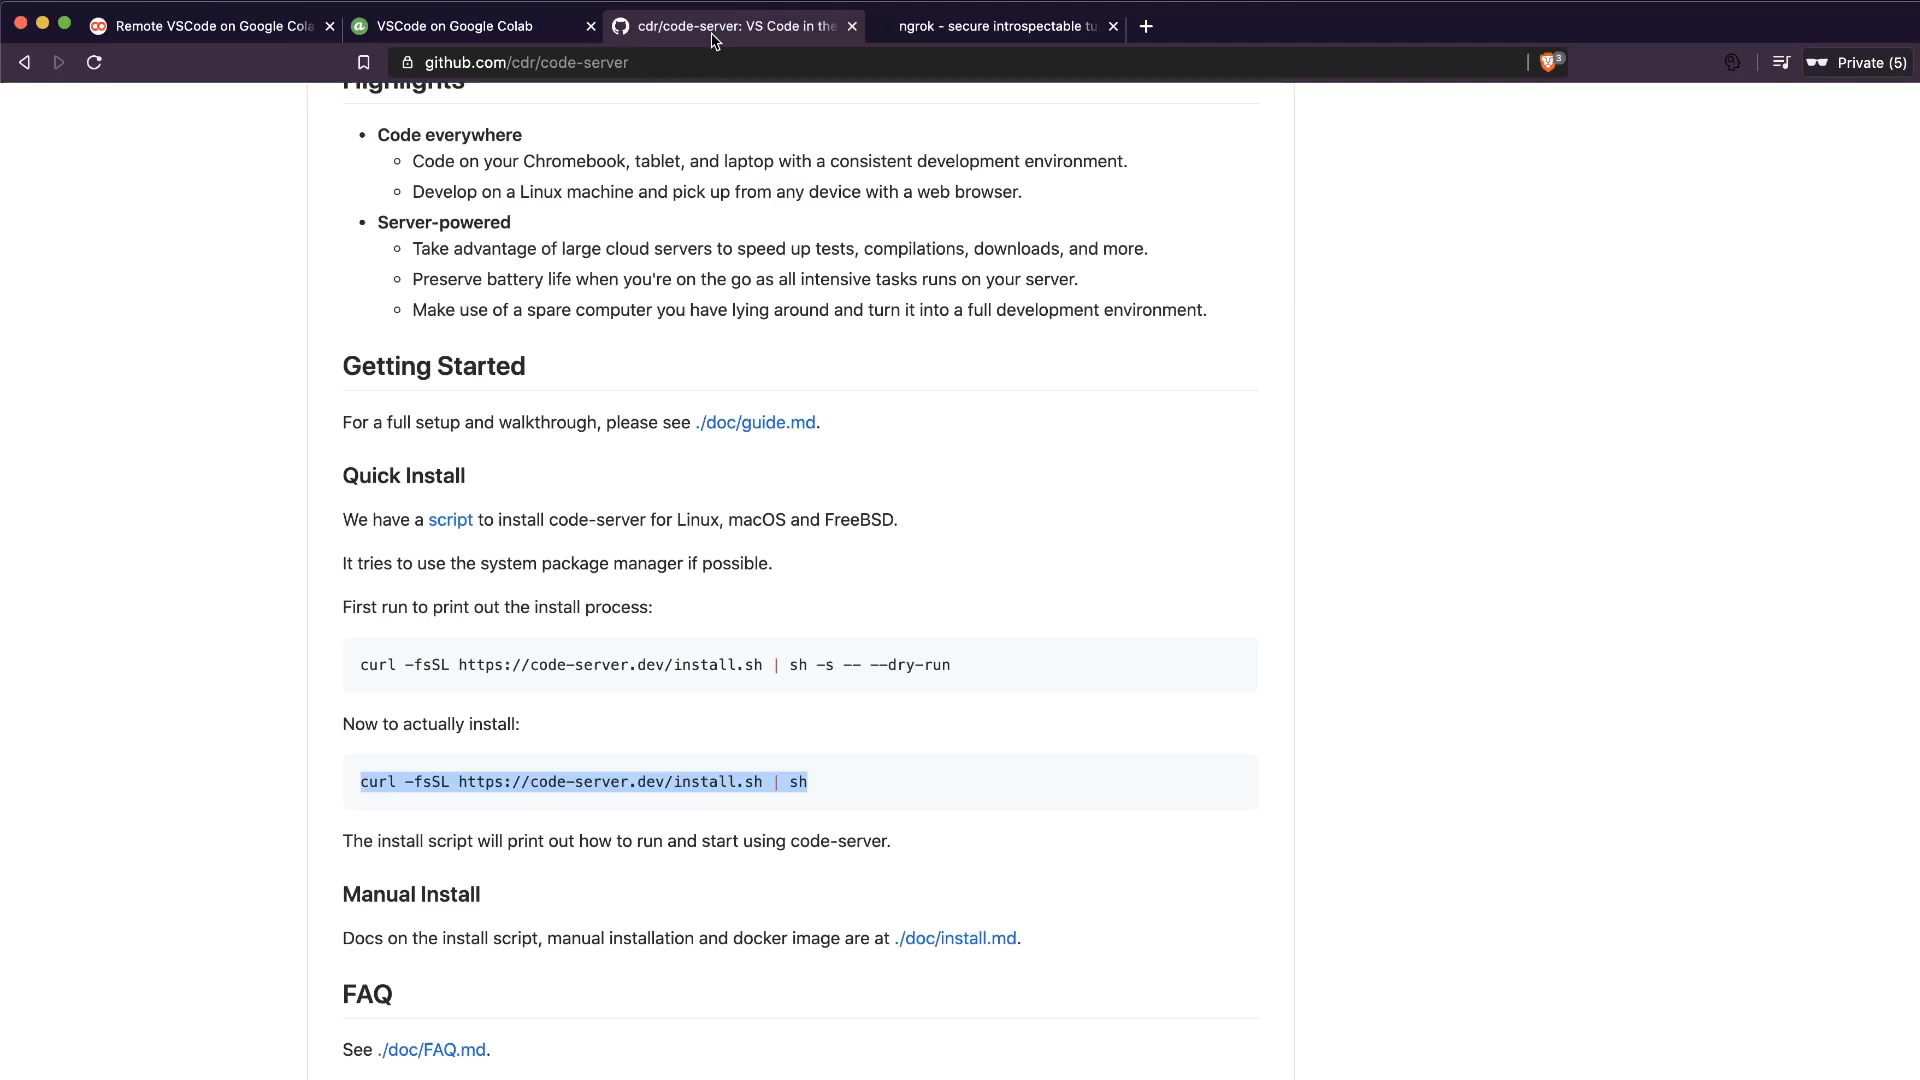 Remote VSCode on Google Cola
VSCode on Google Colab
cdr/code-server: VS Code in the
ngrok - secure introspectable tu
github.com/cdr/code-server
3
Private (5)
Highlights
• Code everywhere
Code on your Chromebook, tablet, and laptop with a consistent development environment.
Develop on a Linux machine and pick up from any device with a web browser.
• Server-powered
Take advantage of large cloud servers to speed up tests, compilations, downloads, and more.
Preserve battery life when you're on the go as all intensive tasks runs on your server.
Make use of a spare computer you have lying around and turn it into a full development environment.
Getting Started
For a full setup and walkthrough, please see ./doc/guide.md.
Quick Install
We have a script to install code-server for Linux, macOS and FreeBSD.
It tries to use the system package manager if possible.
First run to print out the install process:
curl -fsSL https://code-server.dev/install.sh | sh -s -- --dry-run
Now to actually install:
curl -fsSL https://code-server.dev/install.sh | sh
The install script will print out how to run and start using code-server.
Manual Install
Docs on the install script, manual installation and docker image are at ./doc/install.md.
FAQ
See ./doc/FAQ.md.